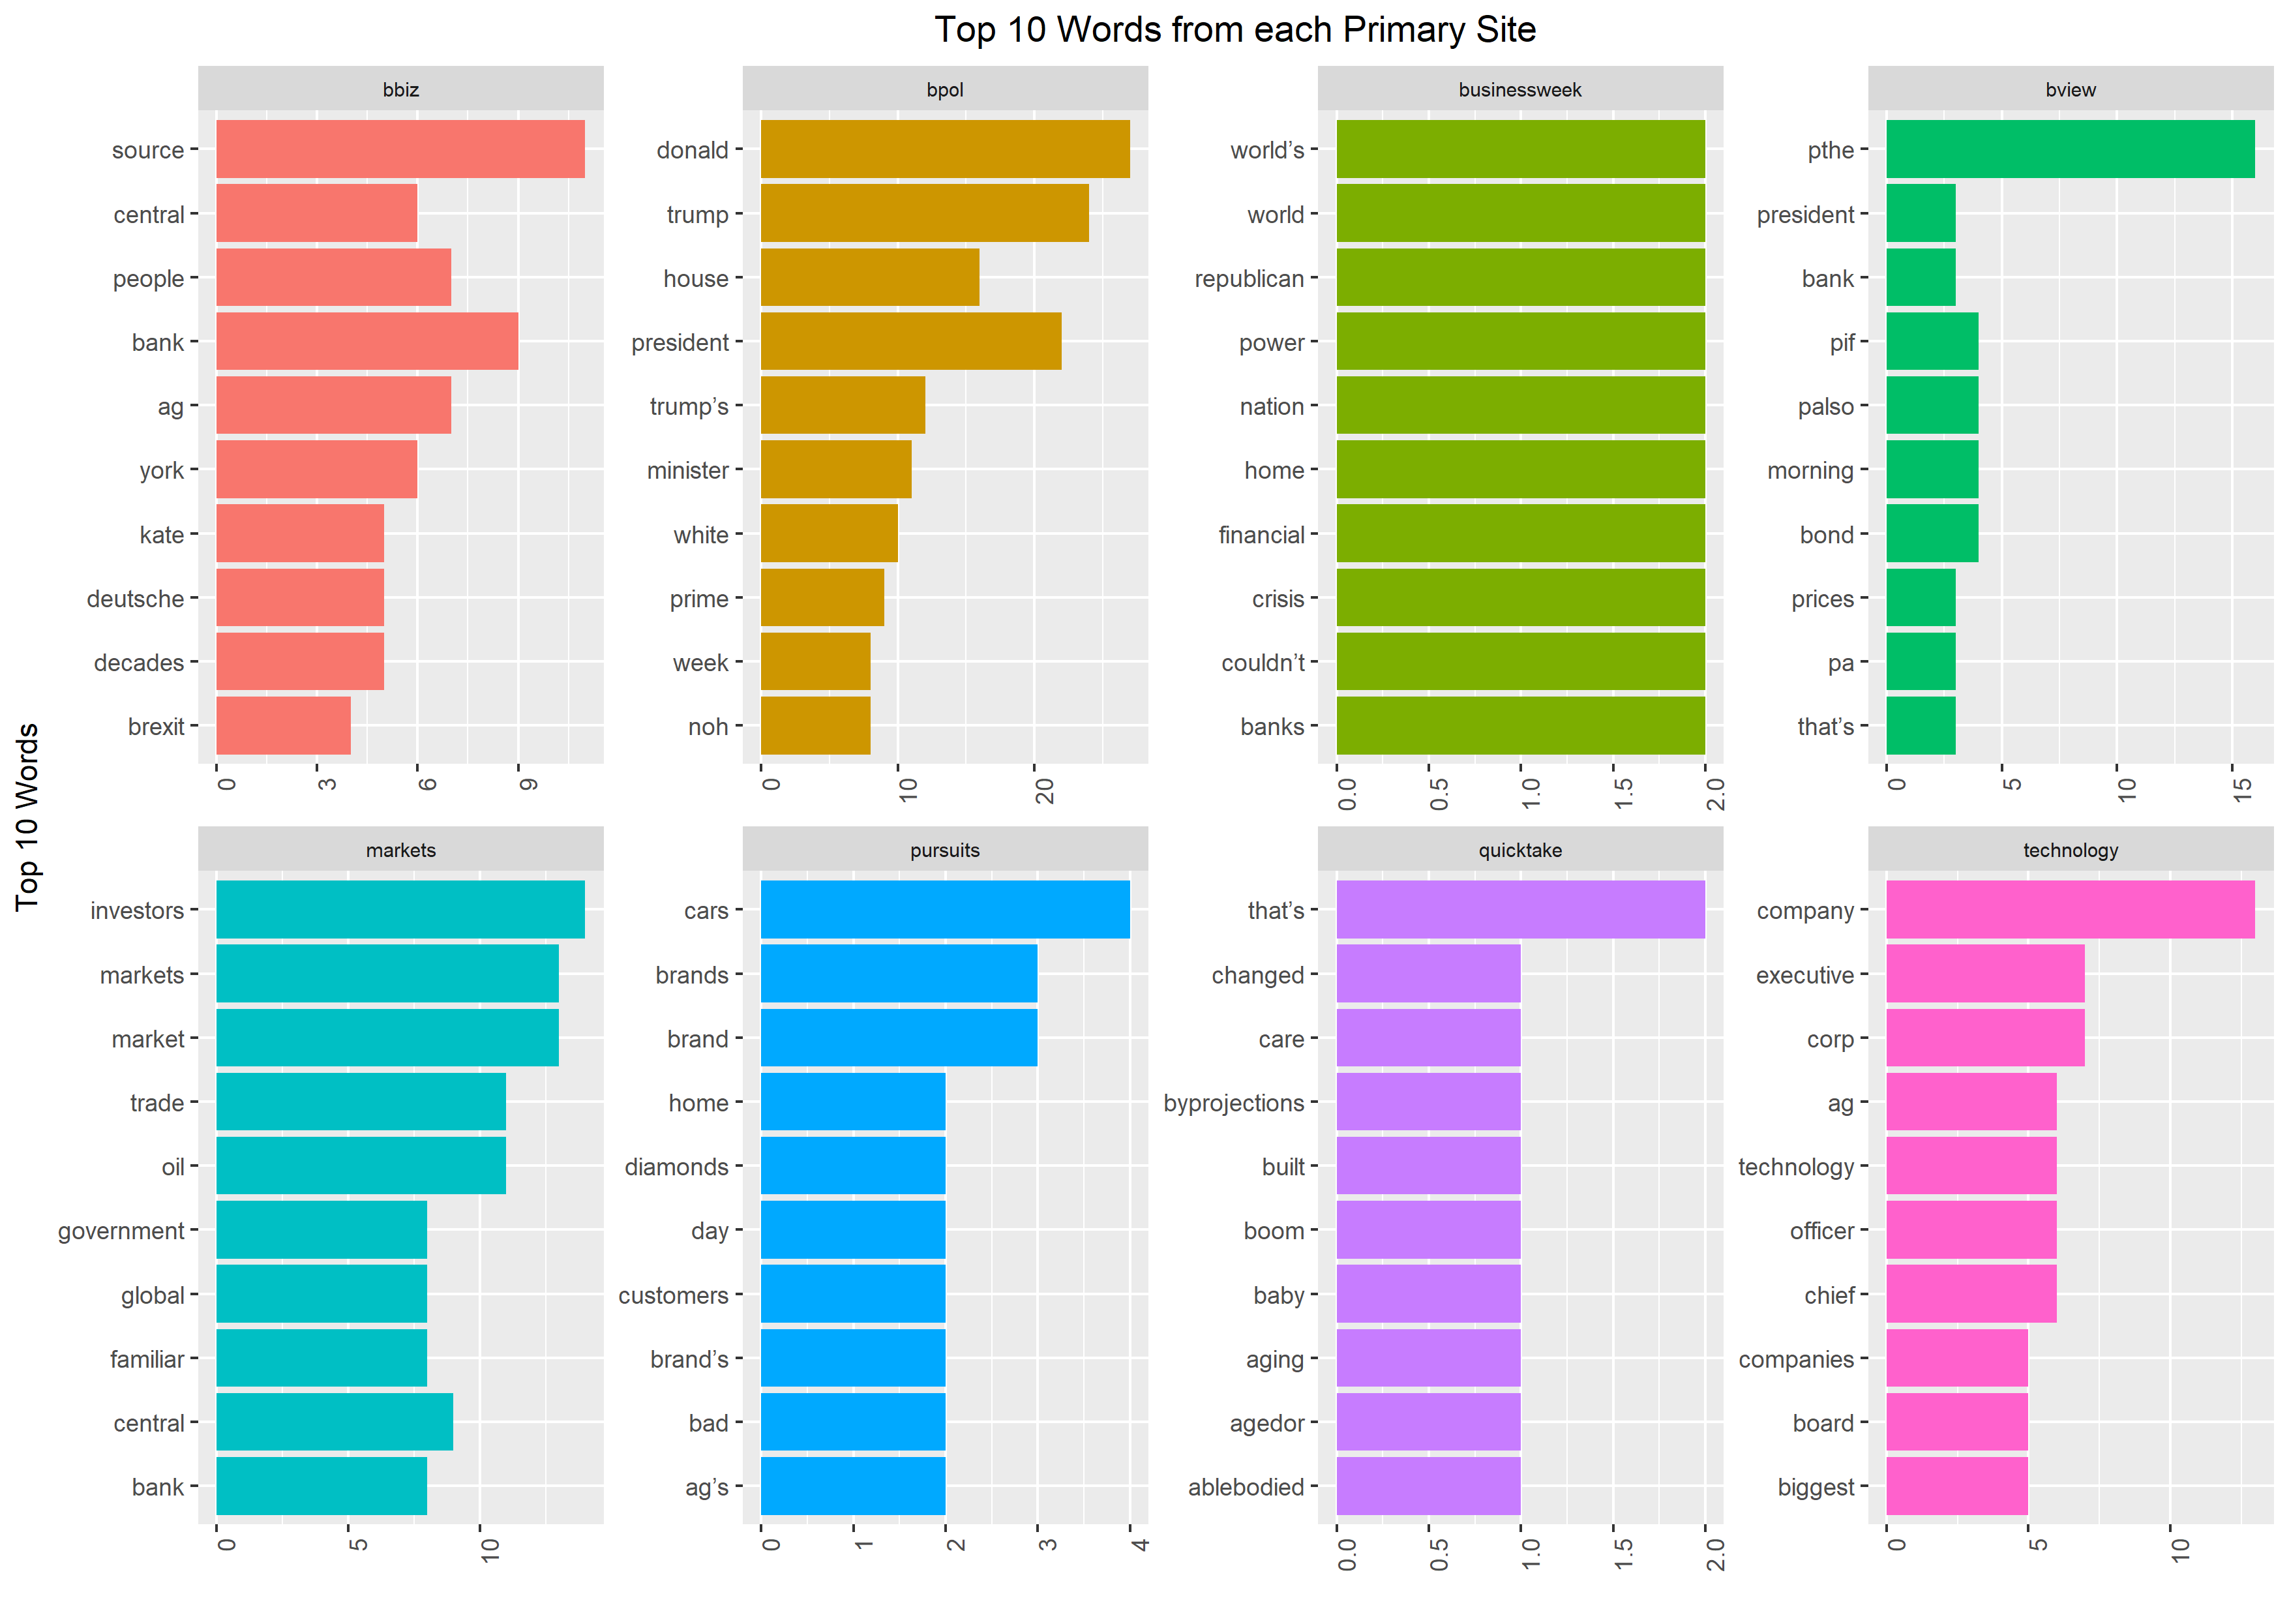 Top 10 Words from each Primary Site
Top 10 Words
bbiz
source
central
people
bank
ag
york
kate
deutsche
decades
brexit
0 3 6 9
bpol
donald
trump
house
president
trump’s
minister
white
prime
week
noh
0 10 20
businessweek
world’s
world
republican
power
nation
home
financial
crisis
couldn’t
banks
0.0 0.5 1.0 1.5 2.0
bview
pthe
president
bank
pif
palso
morning
bond
prices
pa
that’s
0 5 10 15
markets
investors
markets
market
trade
oil
government
global
familiar
central
bank
0 5 10
pursuits
cars
brands
brand
home
diamonds
day
customers
brand’s
bad
ag’s
0 1 2 3 4
quicktake
that’s
changed
care
byprojections
built
boom
baby
aging
agedor
ablebodied
0.0 0.5 1.0 1.5 2.0
technology
company
executive
corp
ag
technology
officer
chief
companies
board
biggest
0 5 10